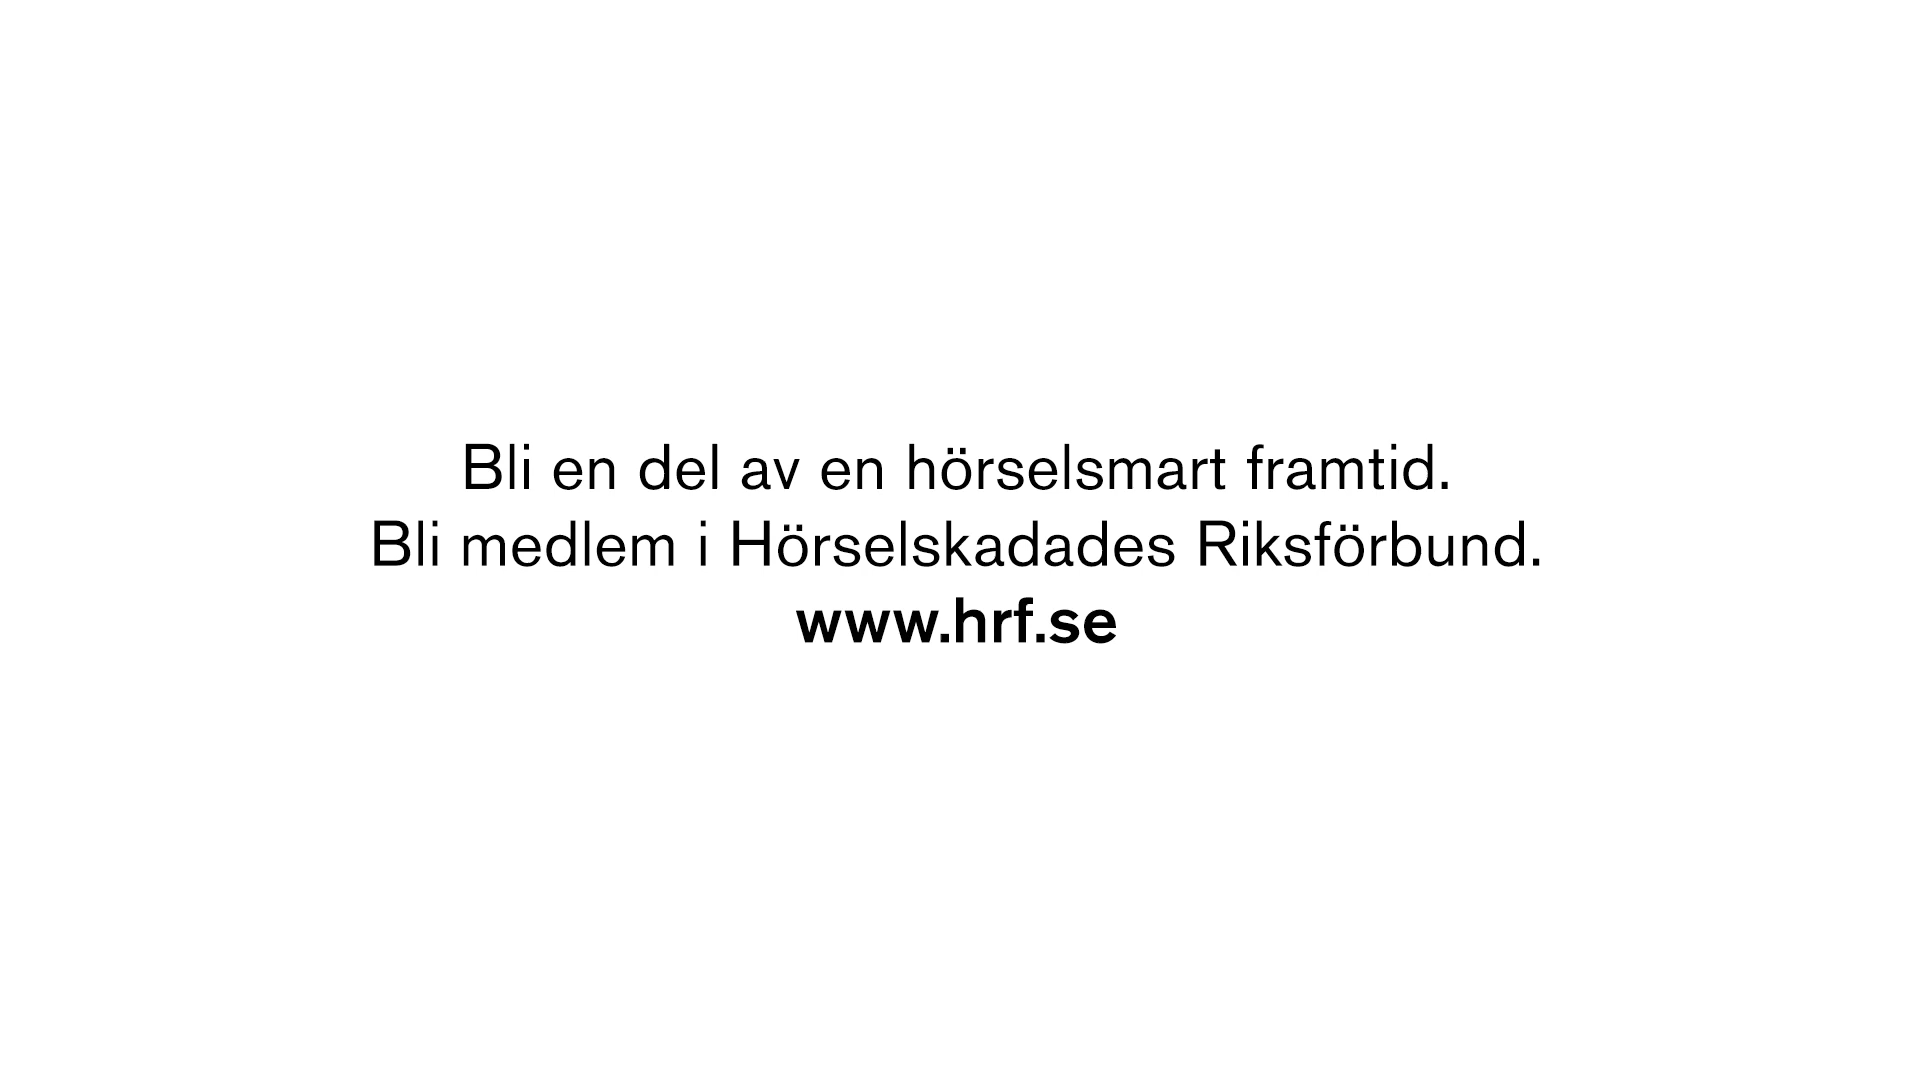 Bli en del av en hörselsmart framtid.
Bli medlem i Hörselskadades Riksförbund.
www.hrf.se